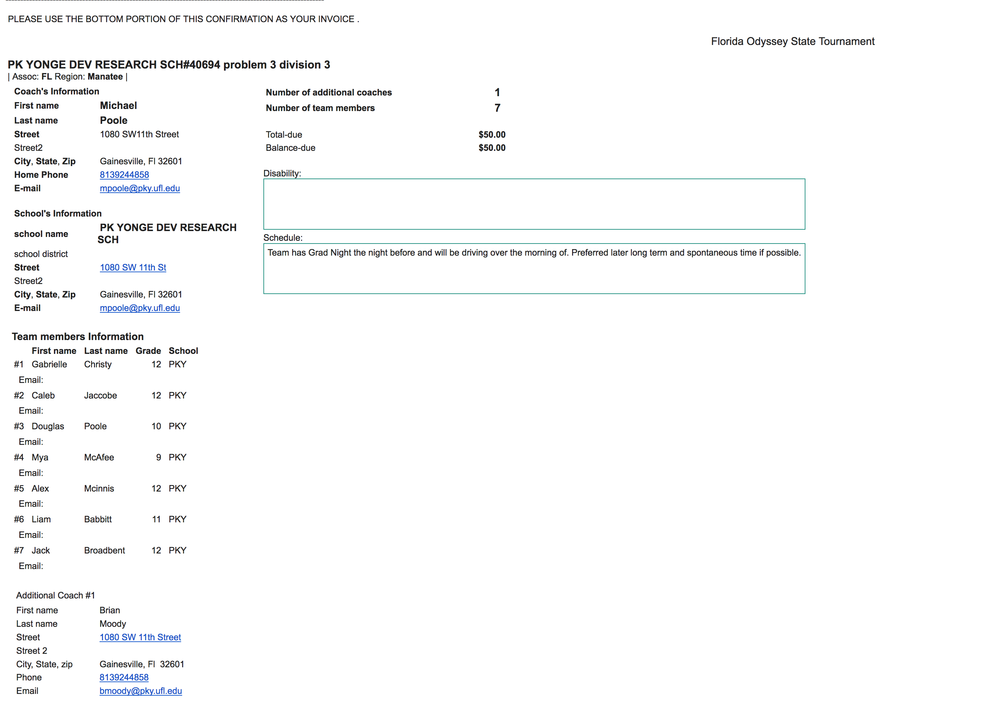 PLEASE USE THE BOTTOM PORTION OF THIS CONFIRMATION AS YOUR INVOICE .
Florida Odyssey State Tournament
PK YONGE DEV RESEARCH SCH#40694 problem 3 division 3
| Assoc: FL Region: Manatee |
Coach's Information
First name Michael
Last name Poole
Street 1080 SW11th Street
Street2
City, State, Zip Gainesville, Fl 32601
Home Phone 8139244858
E-mail mpoole@pky.ufl.edu
School's Information
school name PK YONGE DEV RESEARCH
SCH
school district
Street 1080 SW 11th St
Street2
City, State, Zip Gainesville, Fl 32601
E-mail mpoole@pky.ufl.edu
Number of additional coaches 1
Number of team members 7
Total-due $50.00
Balance-due $50.00
Disability:
Schedule:
Team has Grad Night the night before and will be driving over the morning of. Preferred later long term and spontaneous time if possible.
Team members Information
First name Last name Grade School
#1 Gabrielle Christy 12 PKY
Email:
#2 Caleb Jaccobe 12 PKY
Email:
#3 Douglas Poole 10 PKY
Email:
#4 Mya McAfee 9 PKY
Email:
#5 Alex Mcinnis 12 PKY
Email:
#6 Liam Babbitt 11 PKY
Email:
#7 Jack Broadbent 12 PKY
Email:
Additional Coach #1
First name Brian
Last name Moody
Street 1080 SW 11th Street
Street 2
City, State, zip Gainesville, Fl 32601
Phone 8139244858
Email bmoody@pky.ufl.edu